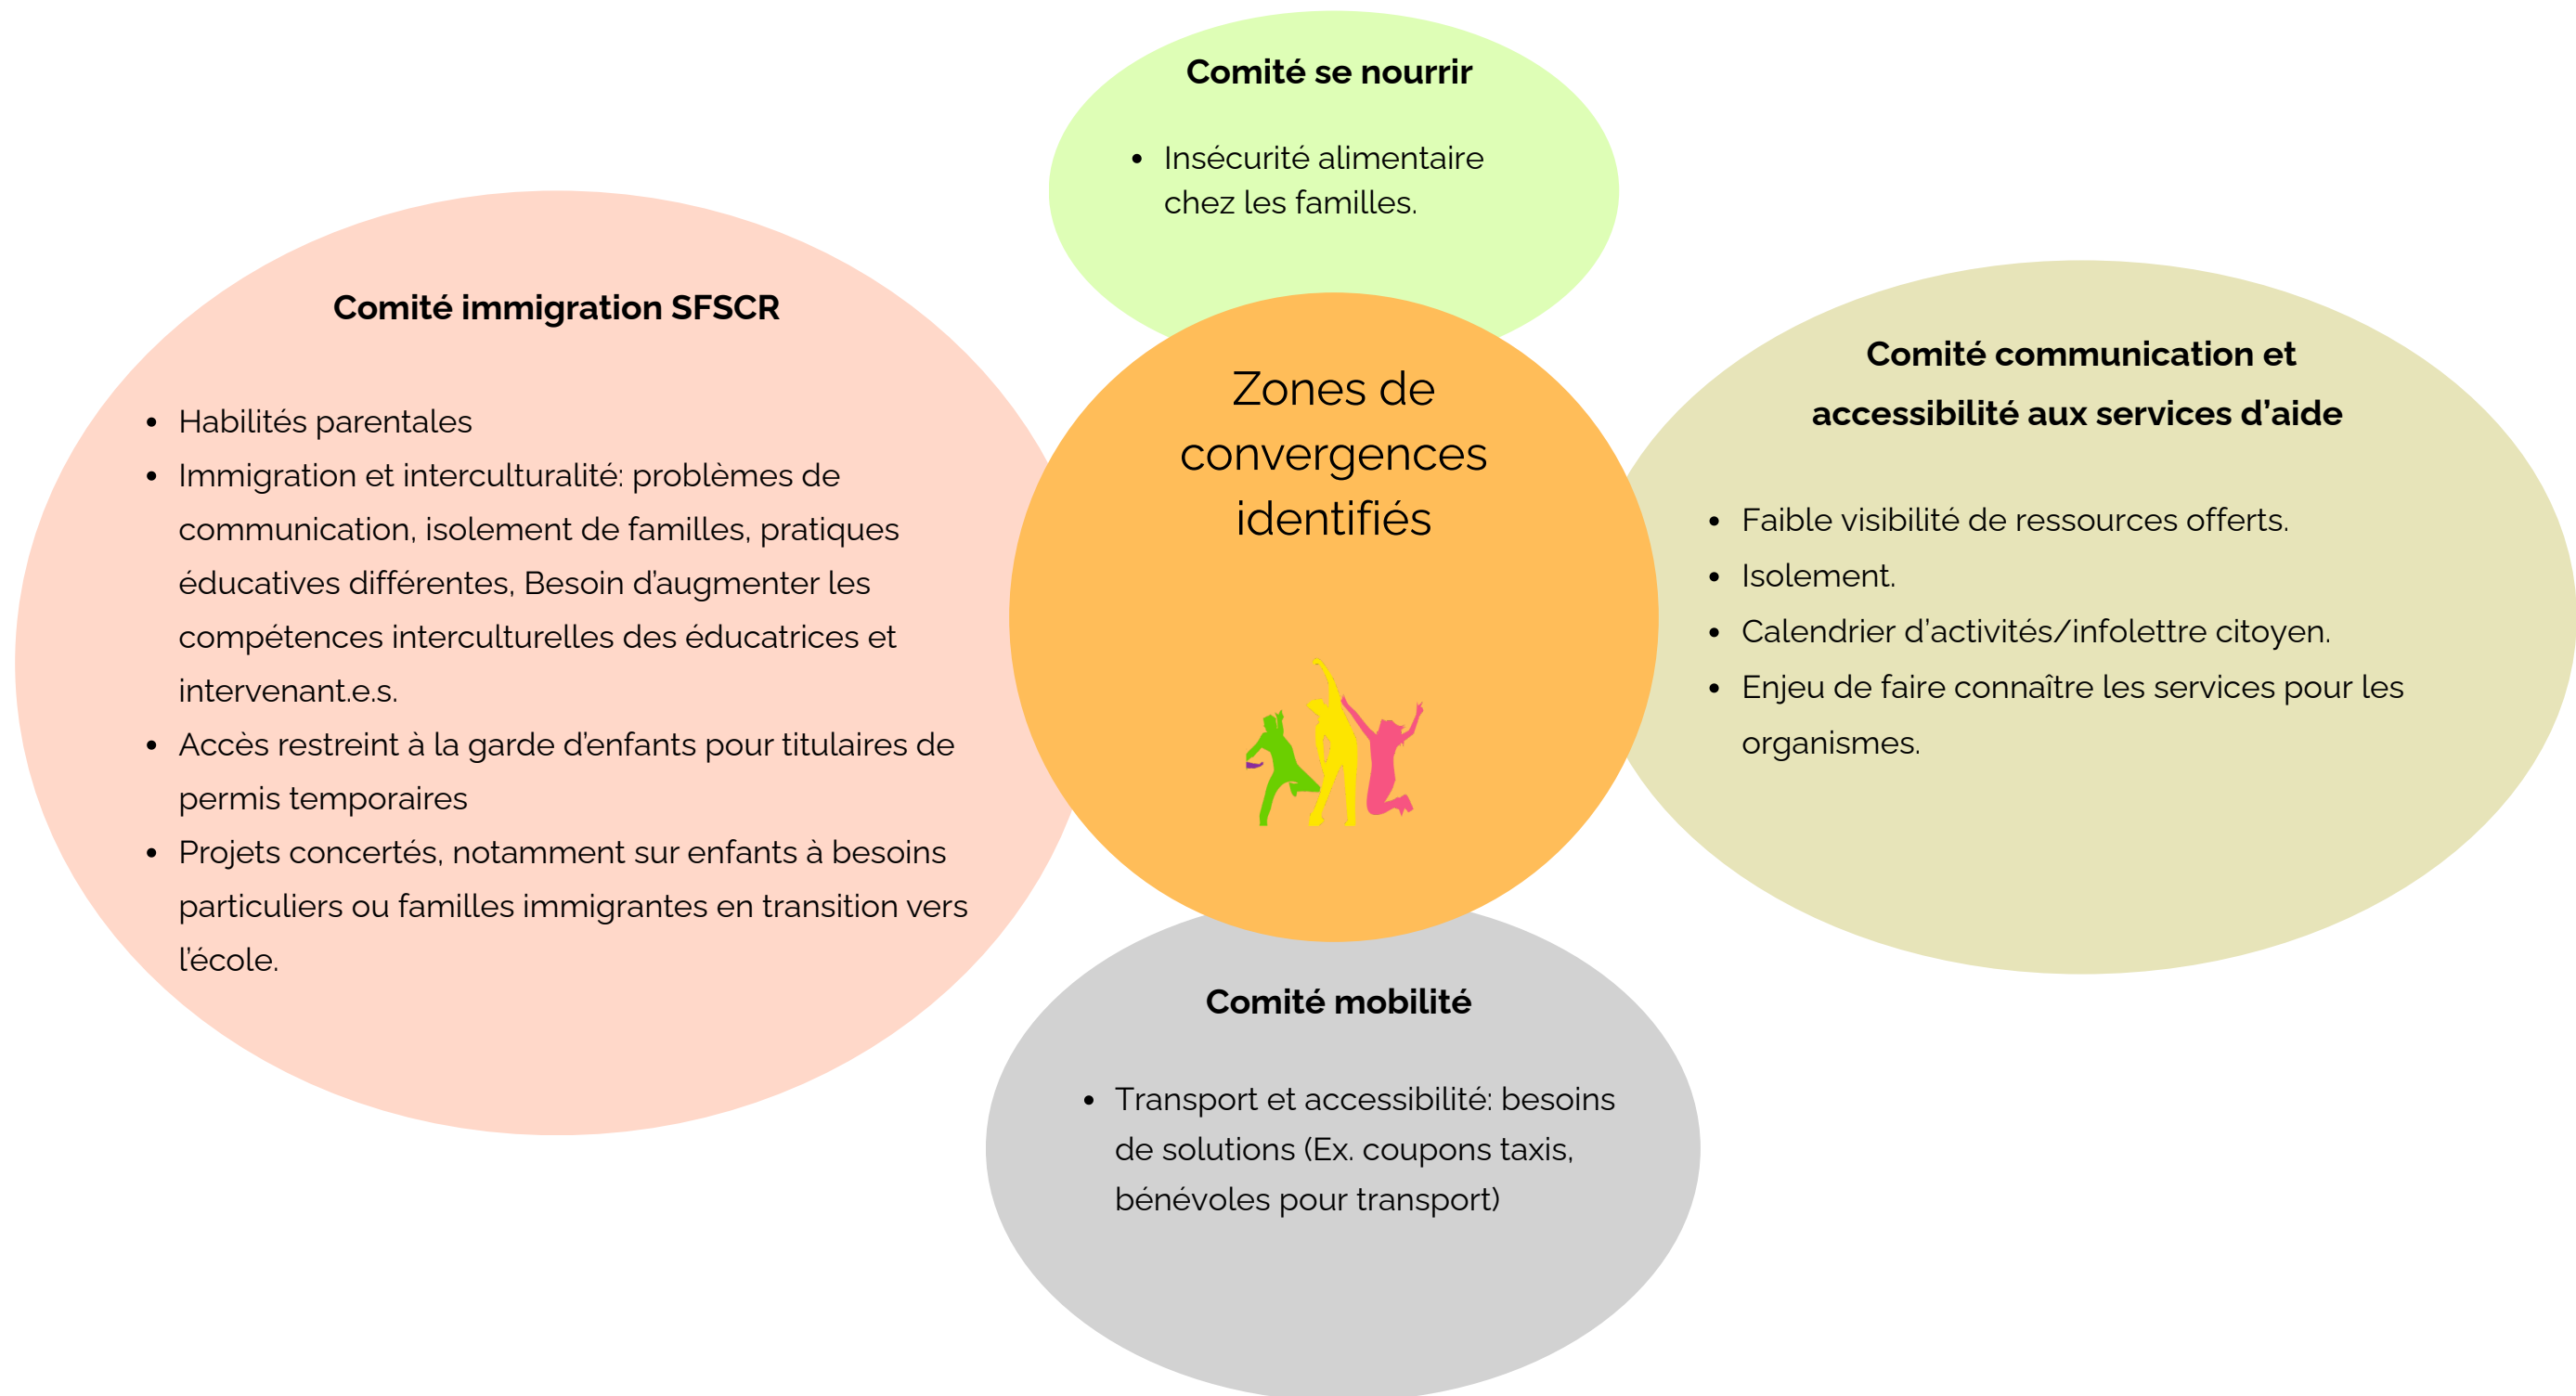 Comité se nourrir
• Insécurité alimentaire
chez les familles.
Comité immigration SFSCR
• Habilités parentales
• Immigration et interculturalité: problèmes de
communication, isolement de familles, pratiques
éducatives différentes, Besoin d'augmenter les
compétences interculturelles des éducatrices et
intervenant.e.s.
• Accès restreint à la garde d'enfants pour titulaires de
permis temporaires
• Projets concertés, notamment sur enfants à besoins
particuliers ou familles immigrantes en transition vers
l'école.
Zones de
convergences
identifiés
Comité communication et
accessibilité aux services d'aide
• Faible visibilité de ressources offerts.
• Isolement.
• Calendrier d'activités/infolettre citoyen.
• Enjeu de faire connaître les services pour les
organismes.
Comité mobilité
• Transport et accessibilité: besoins
de solutions (Ex. coupons taxis,
bénévoles pour transport)